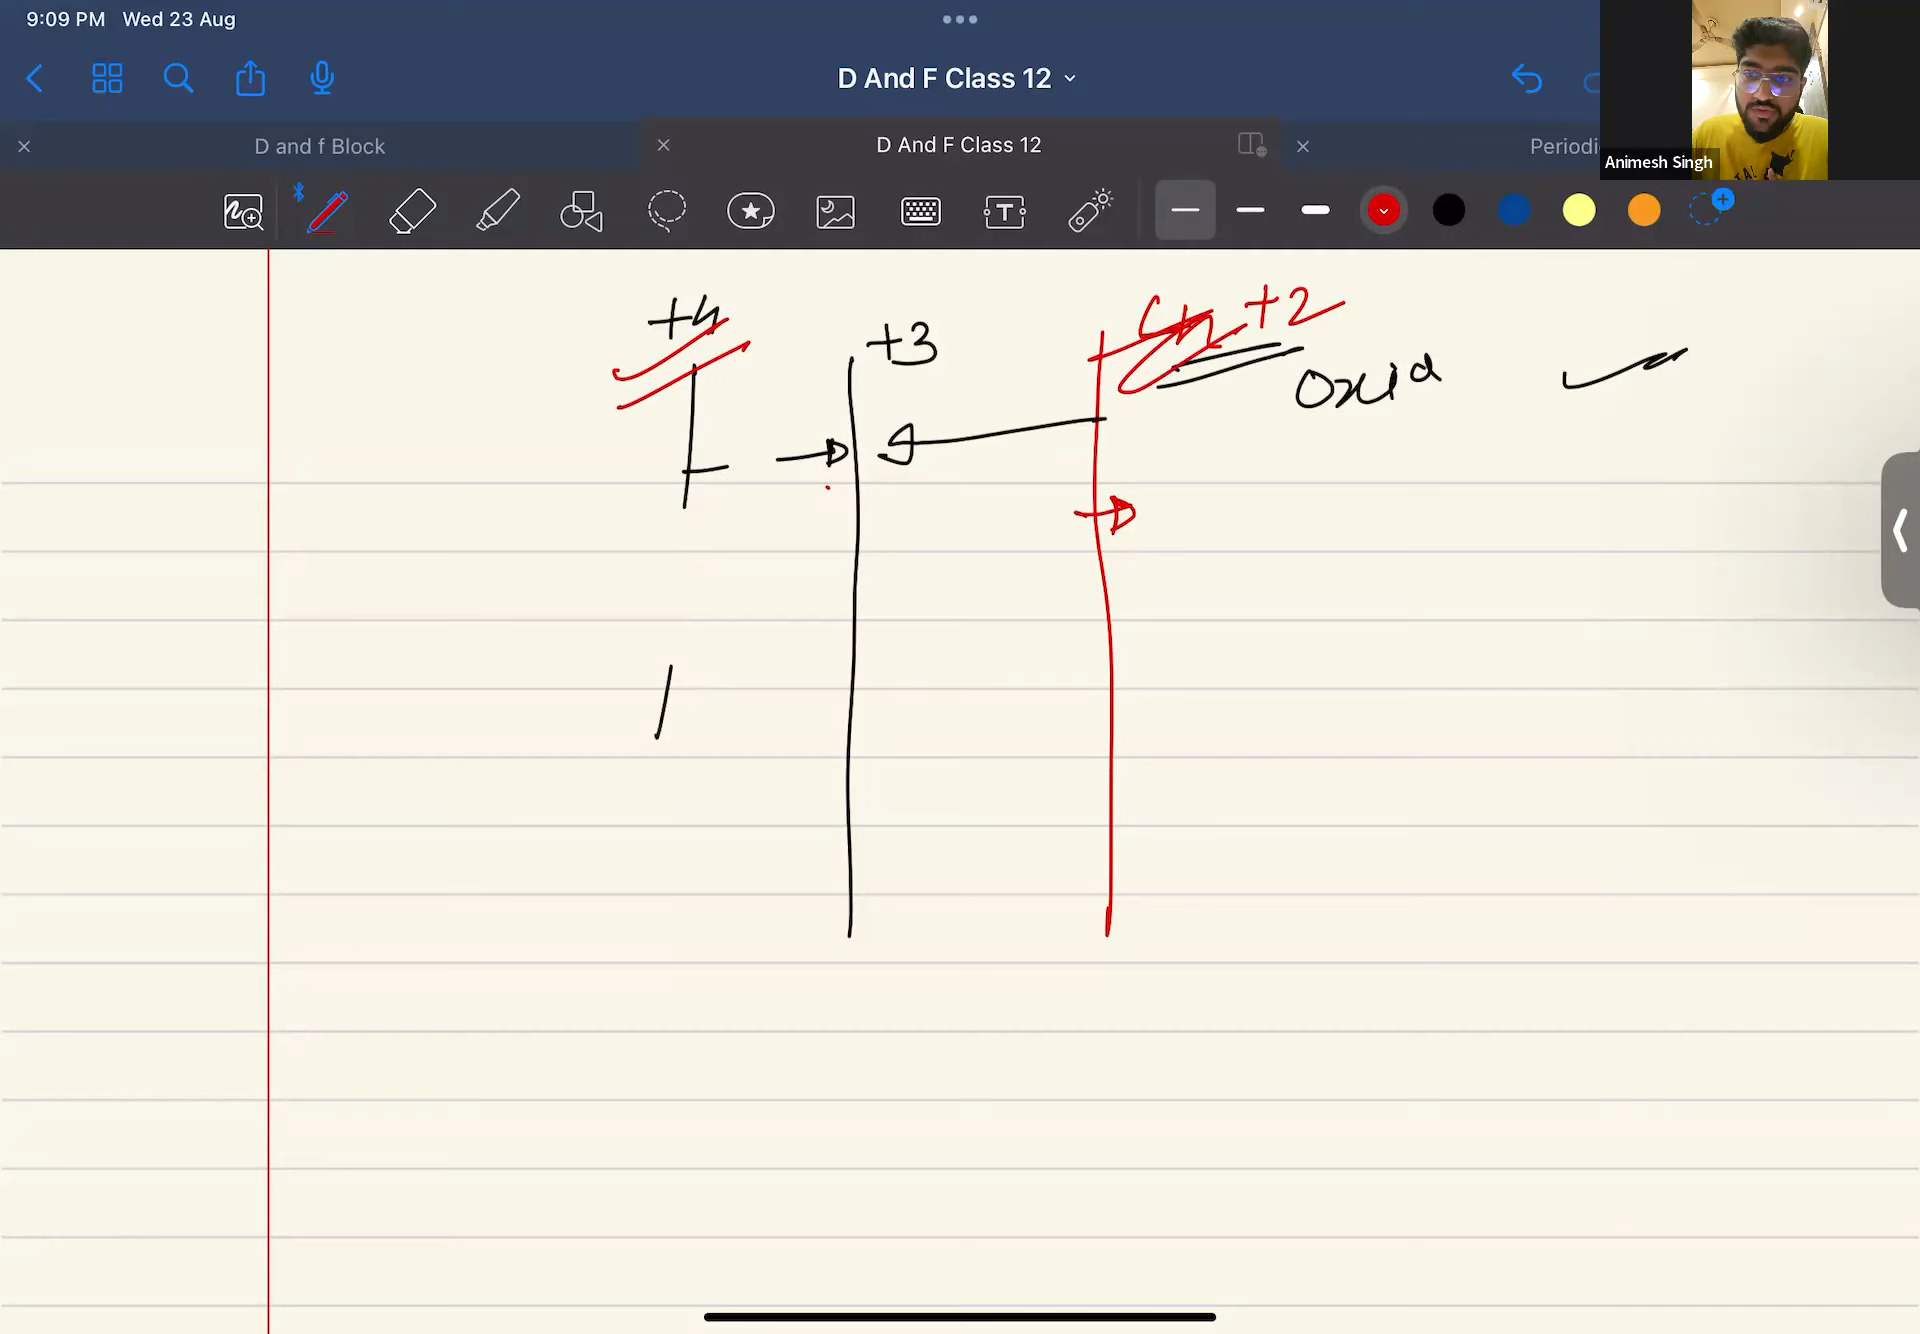 9:09 PM Wed 23 Aug
D And F Class 12
D and f Block
D And F Class 12
Periodi
Animesh Singh
T
+4
+3
+2
oxid